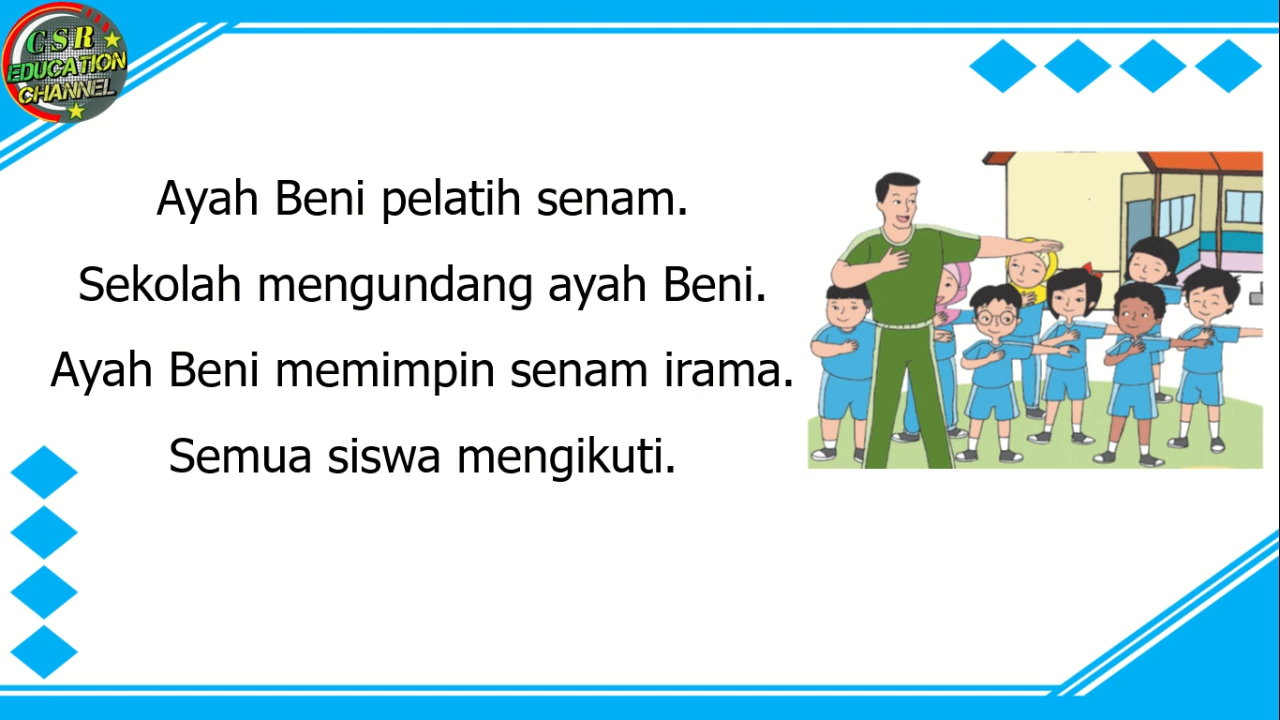 CSR
EDUCATION
CHANNEL
Ayah Beni pelatih senam.
Sekolah mengundang ayah Beni.
Ayah Beni memimpin senam irama.
Semua siswa mengikuti.